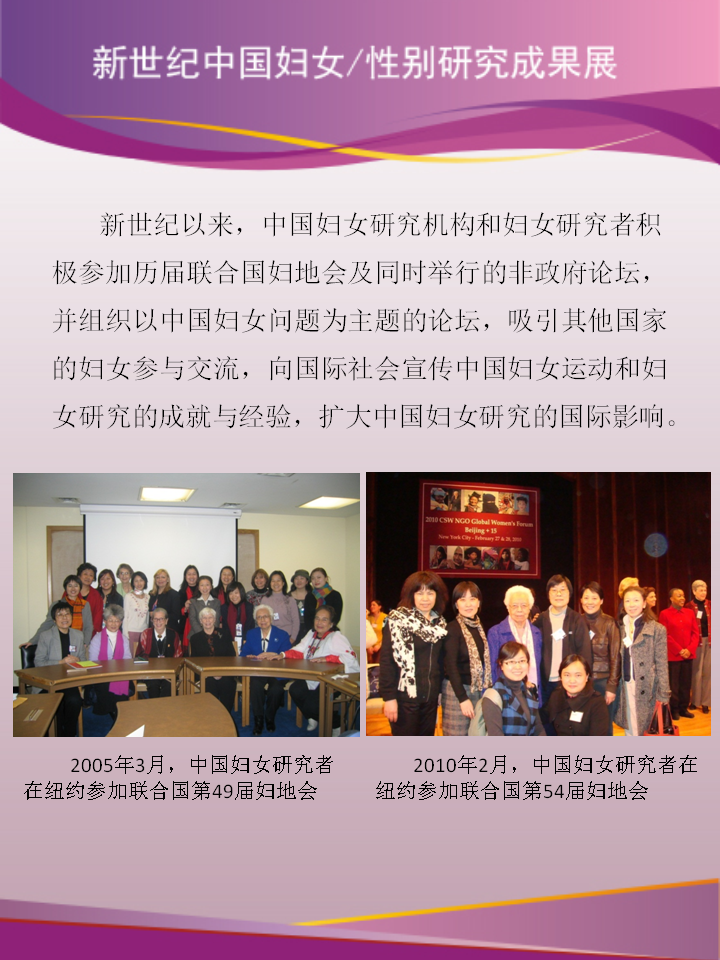 新世纪中国妇女/性别研究成果展
新世纪以来，中国妇女研究机构和妇女研究者积
极参加历届联合国妇地会及同时举行的非政府论坛，
并组织以中国妇女问题为主题的论坛，吸引其他国家
的妇女参与交流，向国际社会宣传中国妇女运动和妇
女研究的成就与经验，扩大中国妇女研究的国际影响。
2010 CSW NGO Global Women's Forum
Beijing + 15
New York City - February 27 & 28, 2010
2005年3月，中国妇女研究者
在纽约参加联合国第49届妇地会
2010年2月，中国妇女研究者在
纽约参加联合国第54届妇地会